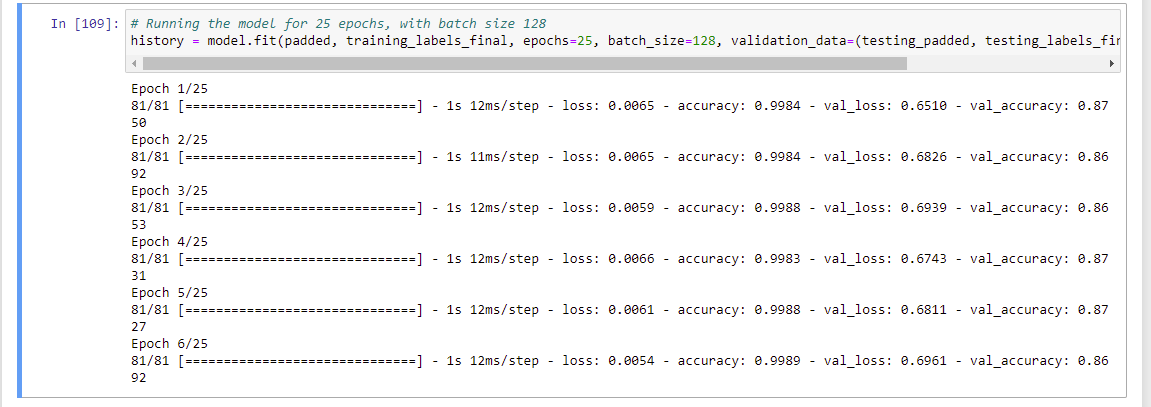 In [109]: # Running the model for 25 epochs, with batch size 128
history = model.fit(padded, training_labels_final, epochs=25, batch_size=128, validation_data=(testing_padded, testing_labels_fin
Epoch 1/25
81/81 [==============================] - 1s 12ms/step - loss: 0.0065 - accuracy: 0.9984 - val_loss: 0.6510 - val_accuracy: 0.87
50
Epoch 2/25
81/81 [==============================] - 1s 11ms/step - loss: 0.0065 - accuracy: 0.9984 - val_loss: 0.6826 - val_accuracy: 0.86
92
Epoch 3/25
81/81 [==============================] - 1s 12ms/step - loss: 0.0059 - accuracy: 0.9988 - val_loss: 0.6939 - val_accuracy: 0.86
53
Epoch 4/25
81/81 [==============================] - 1s 12ms/step - loss: 0.0066 - accuracy: 0.9983 - val_loss: 0.6743 - val_accuracy: 0.87
31
Epoch 5/25
81/81 [==============================] - 1s 12ms/step - loss: 0.0061 - accuracy: 0.9988 - val_loss: 0.6811 - val_accuracy: 0.87
27
Epoch 6/25
81/81 [==============================] - 1s 12ms/step - loss: 0.0054 - accuracy: 0.9989 - val_loss: 0.6961 - val_accuracy: 0.86
92